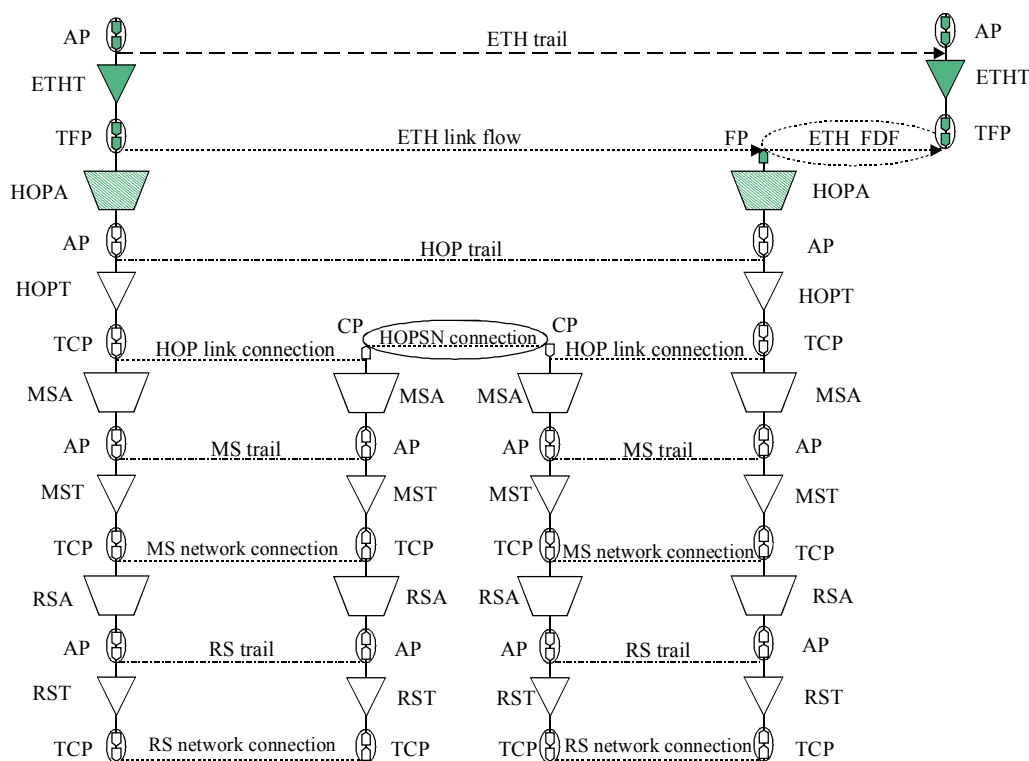 AP ETH trail AP
ETHT ETHT
TFP ETH link flow FP ETH FDF TFP
HOPA HOPA
AP HOP trail AP
HOPT HOPT
CP HOPSN connection CP
TCP HOP link connection HOP link connection TCP
MSA MSA MSA MSA
AP MS trail AP AP MS trail AP
MST MST MST MST
TCP MS network connection TCP TCP MS network connection TCP
RSA RSA RSA RSA
AP RS trail AP AP RS trail AP
RST RST RST RST
TCP RS network connection TCP TCP RS network connection TCP